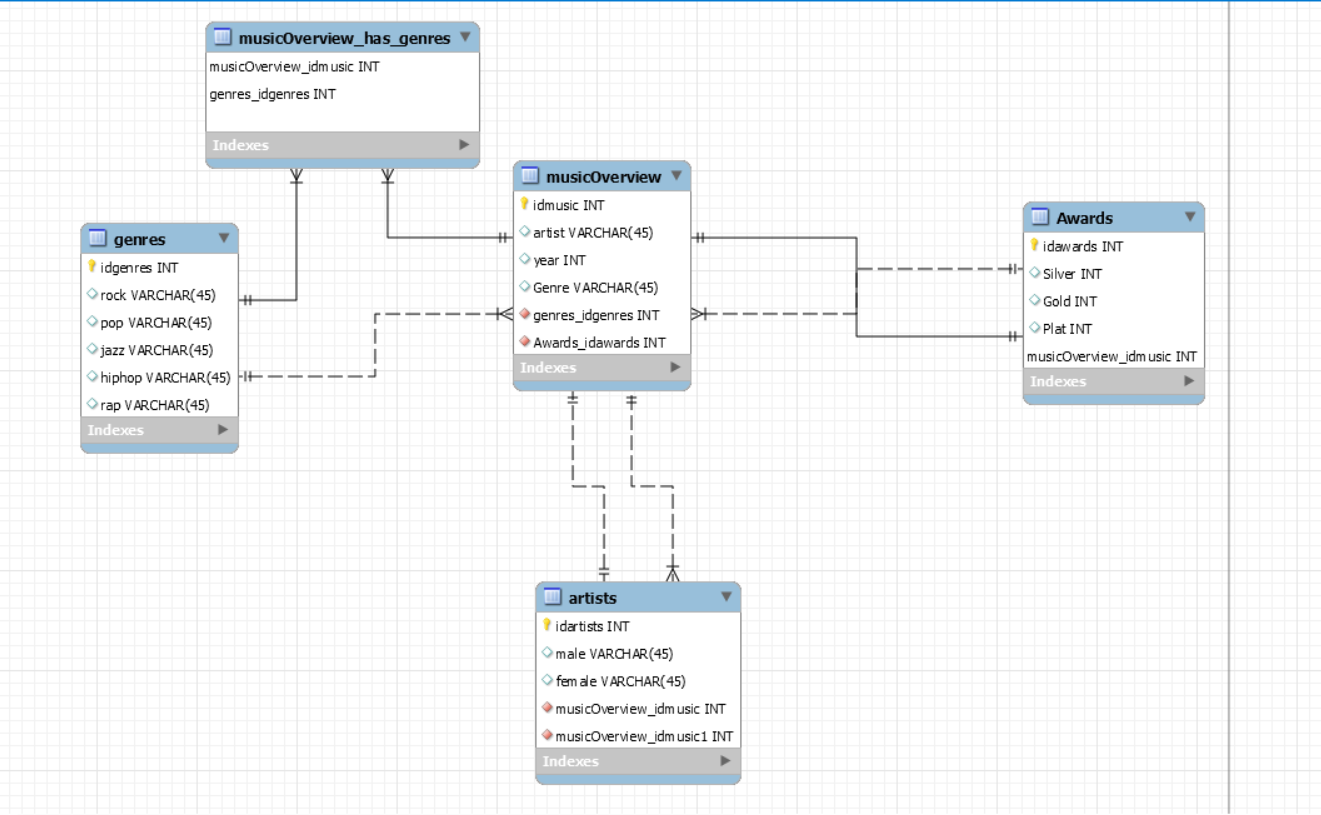 musicOverview_has_genres
musicOverview_idmusic INT
genres_idgenres INT
Indexes
genres
idgenres INT
rock VARCHAR(45)
pop VARCHAR(45)
jazz VARCHAR(45)
hiphop VARCHAR(45)
rap VARCHAR(45)
Indexes
musicOverview
idmusic INT
artist VARCHAR(45)
year INT
Genre VARCHAR(45)
genres_idgenres INT
Awards_idawards INT
Indexes
Awards
idawards INT
Silver INT
Gold INT
Plat INT
musicOverview_idmusic INT
Indexes
artists
idartists INT
male VARCHAR(45)
female VARCHAR(45)
musicOverview_idmusic INT
musicOverview_idmusic1 INT
Indexes